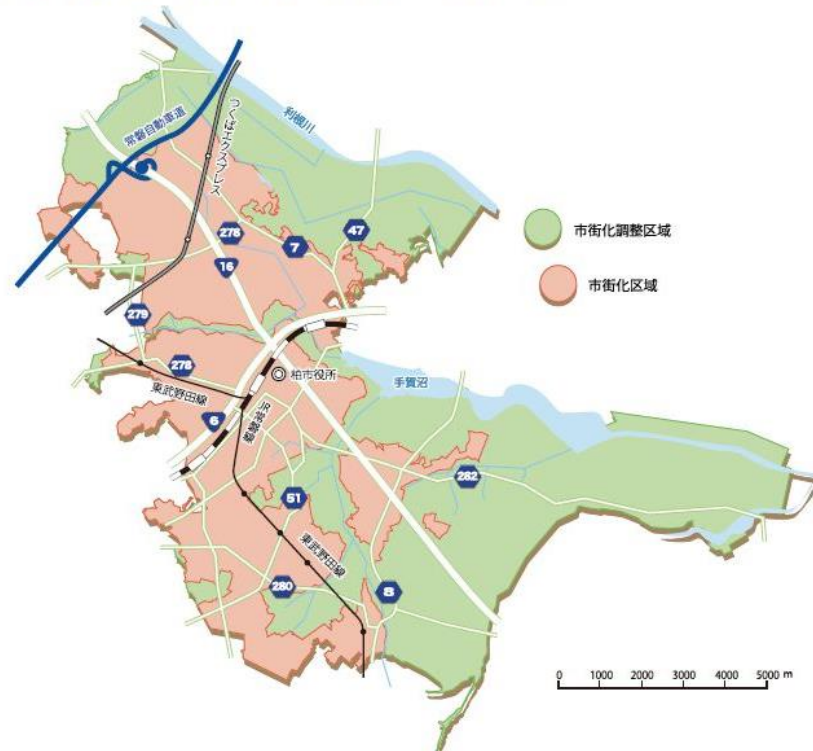 常磐自動車道
つくばエクスプレス
利根川
278
7
47
16
市街化調整区域
市街化区域
279
278
東武野田線
6
柏市役所
JR常磐線
手賀沼
282
51
東武野田線
280
8
0 1000 2000 3000 4000 5000 m